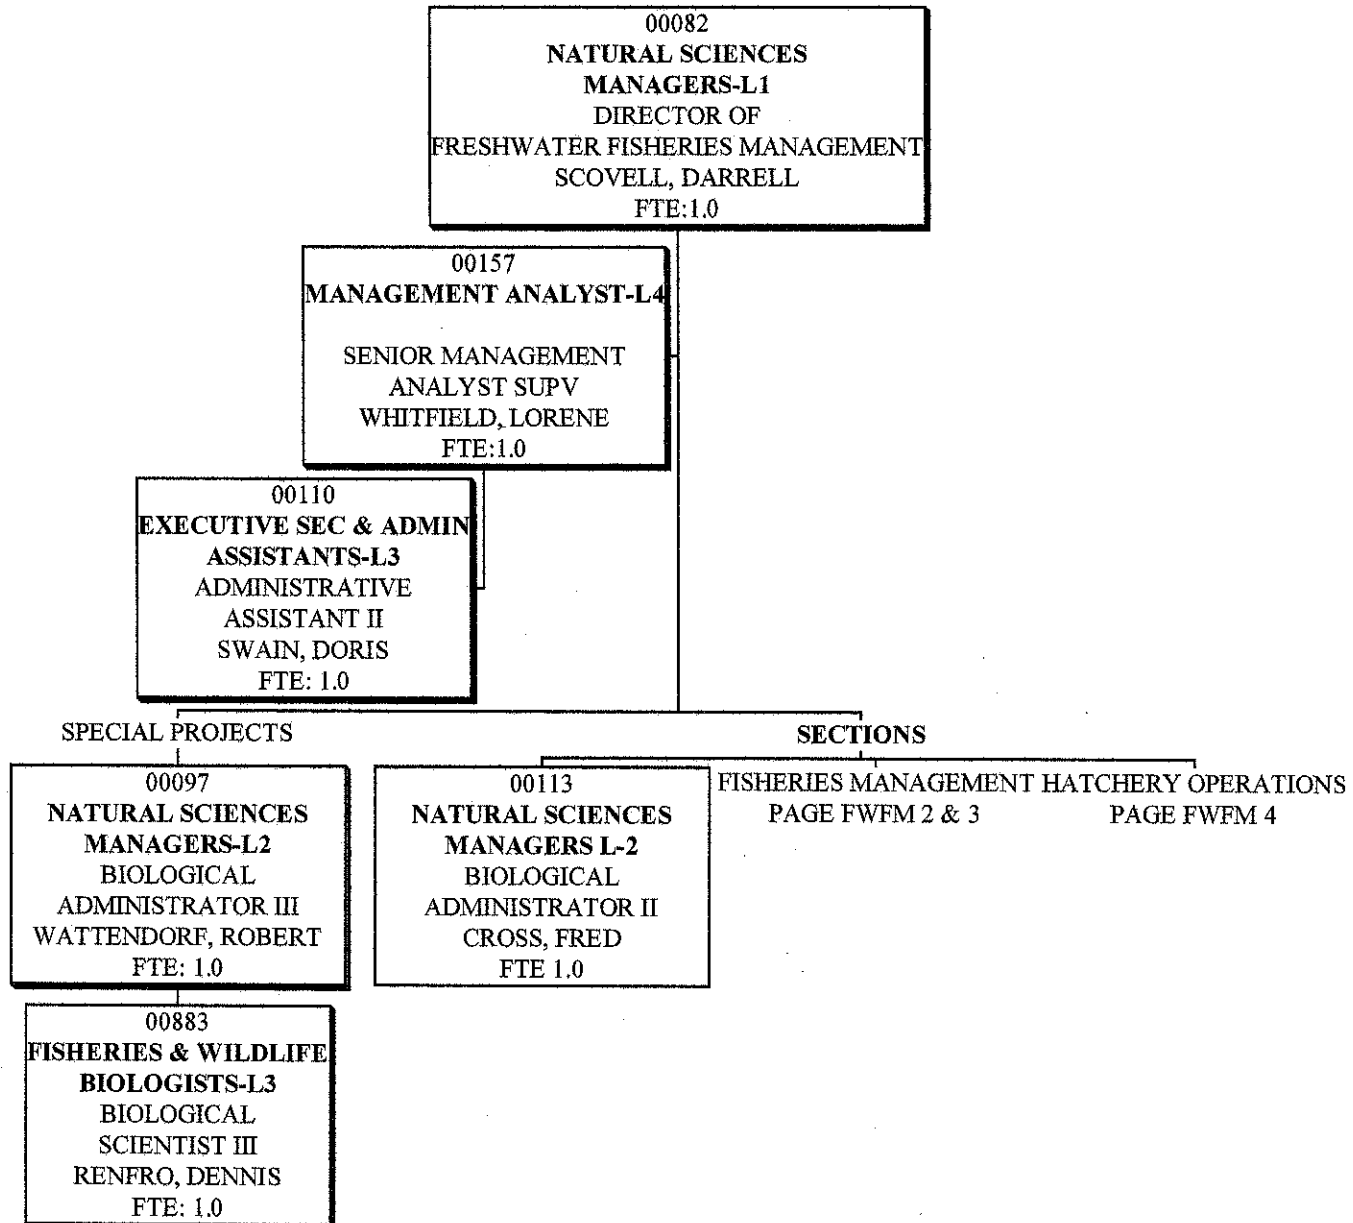 00082
NATURAL SCIENCES
MANAGERS-L1
DIRECTOR OF
FRESHWATER FISHERIES MANAGEMENT
SCOVELL, DARRELL
FTE:1.0
00157
MANAGEMENT ANALYST-L4
SENIOR MANAGEMENT
ANALYST SUPV
WHITFIELD, LORENE
FTE:1.0
00110
EXECUTIVE SEC & ADMIN
ASSISTANTS-L3
ADMINISTRATIVE
ASSISTANT II
SWAIN, DORIS
FTE: 1.0
SPECIAL PROJECTS
00097
NATURAL SCIENCES
MANAGERS-L2
BIOLOGICAL
ADMINISTRATOR III
WATTENDORF, ROBERT
FTE: 1.0
00883
FISHERIES & WILDLIFE
BIOLOGISTS-L3
BIOLOGICAL
SCIENTIST III
RENFRO, DENNIS
FTE: 1.0
SECTIONS
00113
NATURAL SCIENCES
MANAGERS L-2
BIOLOGICAL
ADMINISTRATOR II
CROSS, FRED
FTE 1.0
FISHERIES MANAGEMENT
PAGE FWFM 2 & 3
HATCHERY OPERATIONS
PAGE FWFM 4